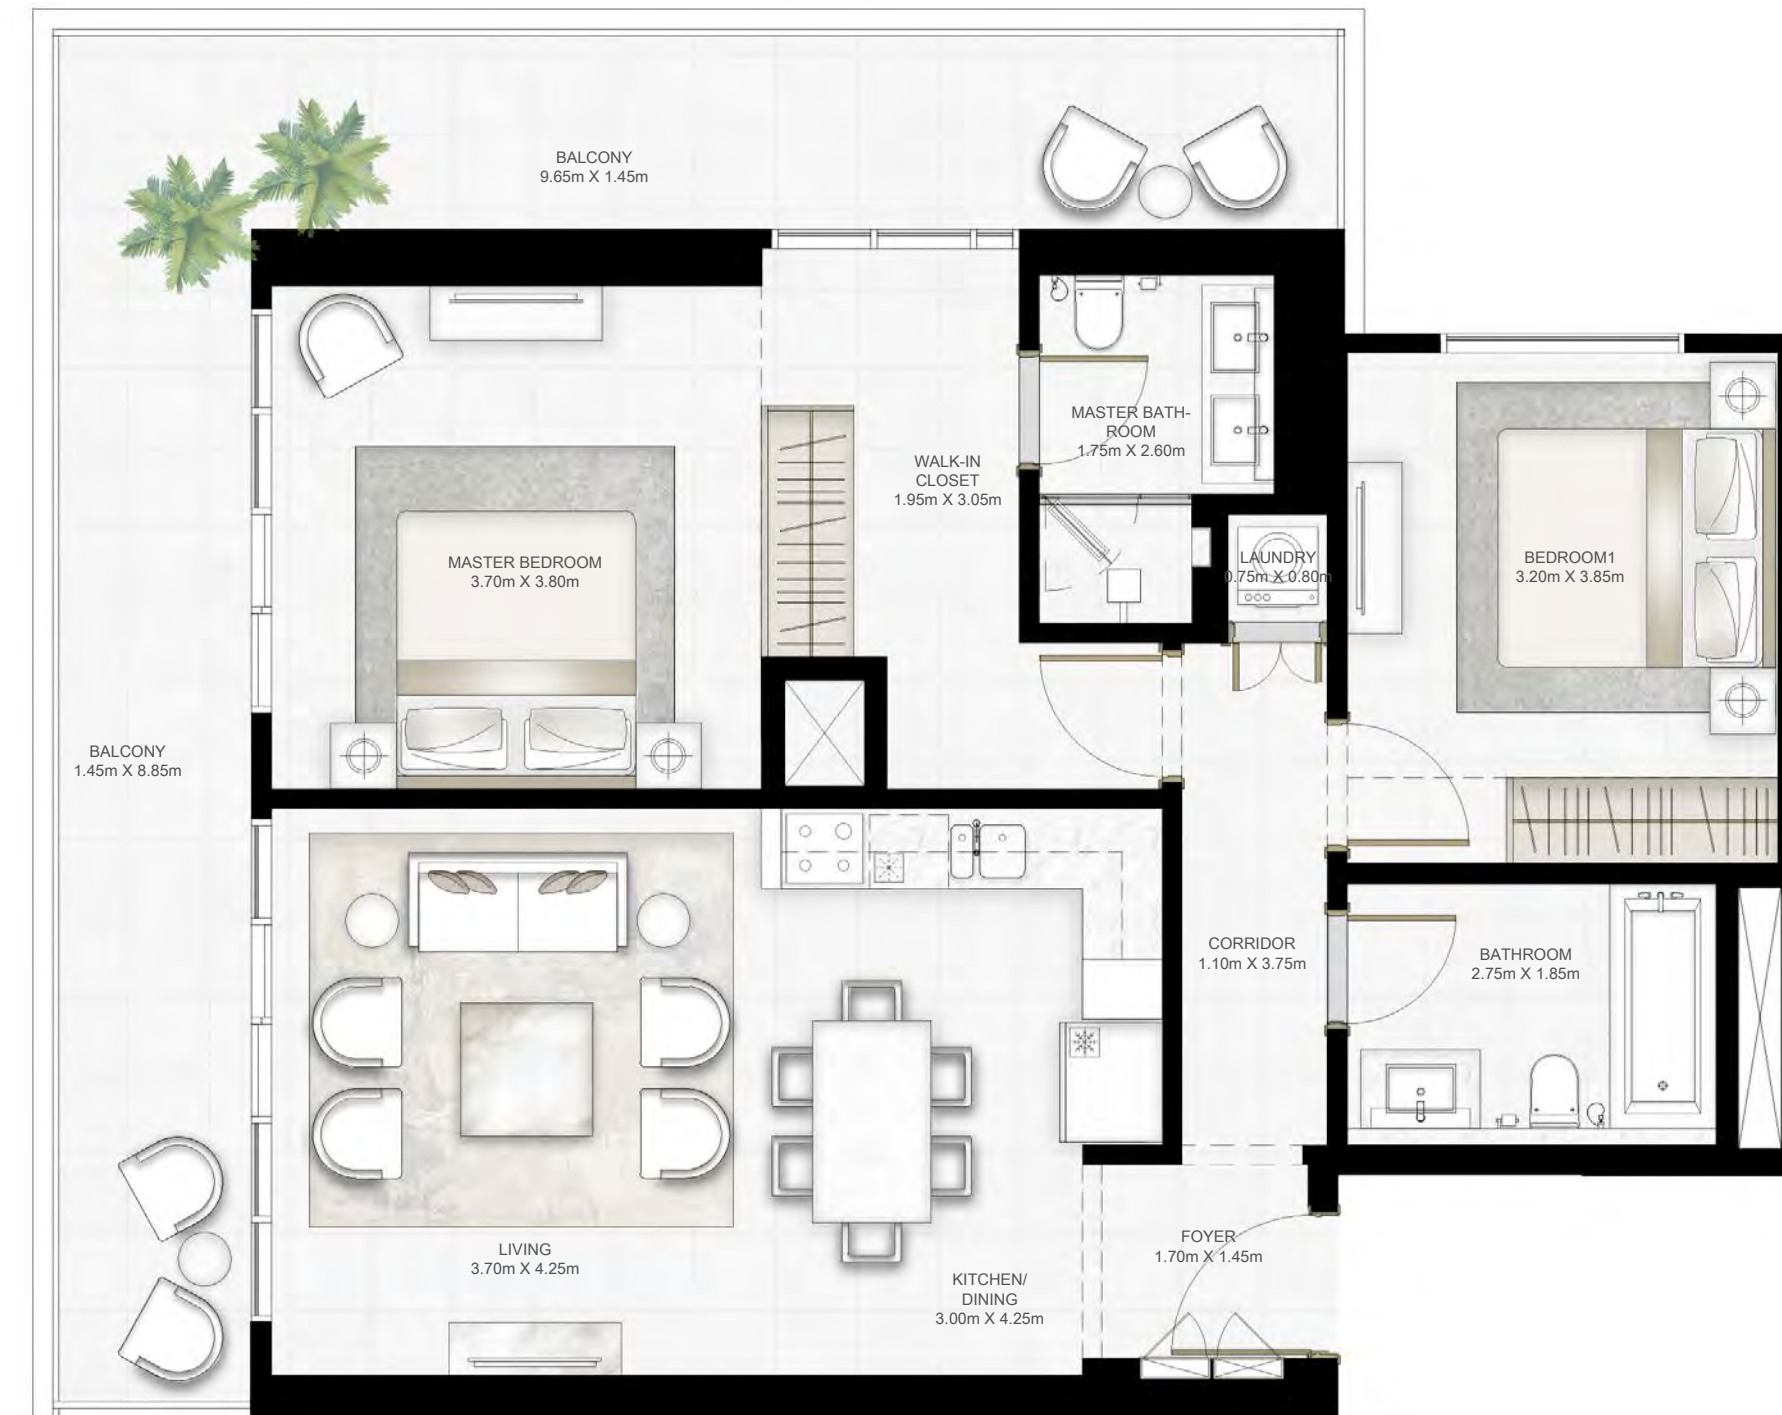 BALCONY
9.65m X 1.45m
MASTER BATH-
ROOM
1.75m X 2.60m
WALK-IN
CLOSET
1.95m X 3.05m
MASTER BEDROOM
3.70m X 3.80m
LAUNDRY
0.75m X 0.80m
BEDROOM1
3.20m X 3.85m
BALCONY
1.45m X 8.85m
CORRIDOR
1.10m X 3.75m
BATHROOM
2.75m X 1.85m
LIVING
3.70m X 4.25m
KITCHEN/
DINING
3.00m X 4.25m
FOYER
1.70m X 1.45m